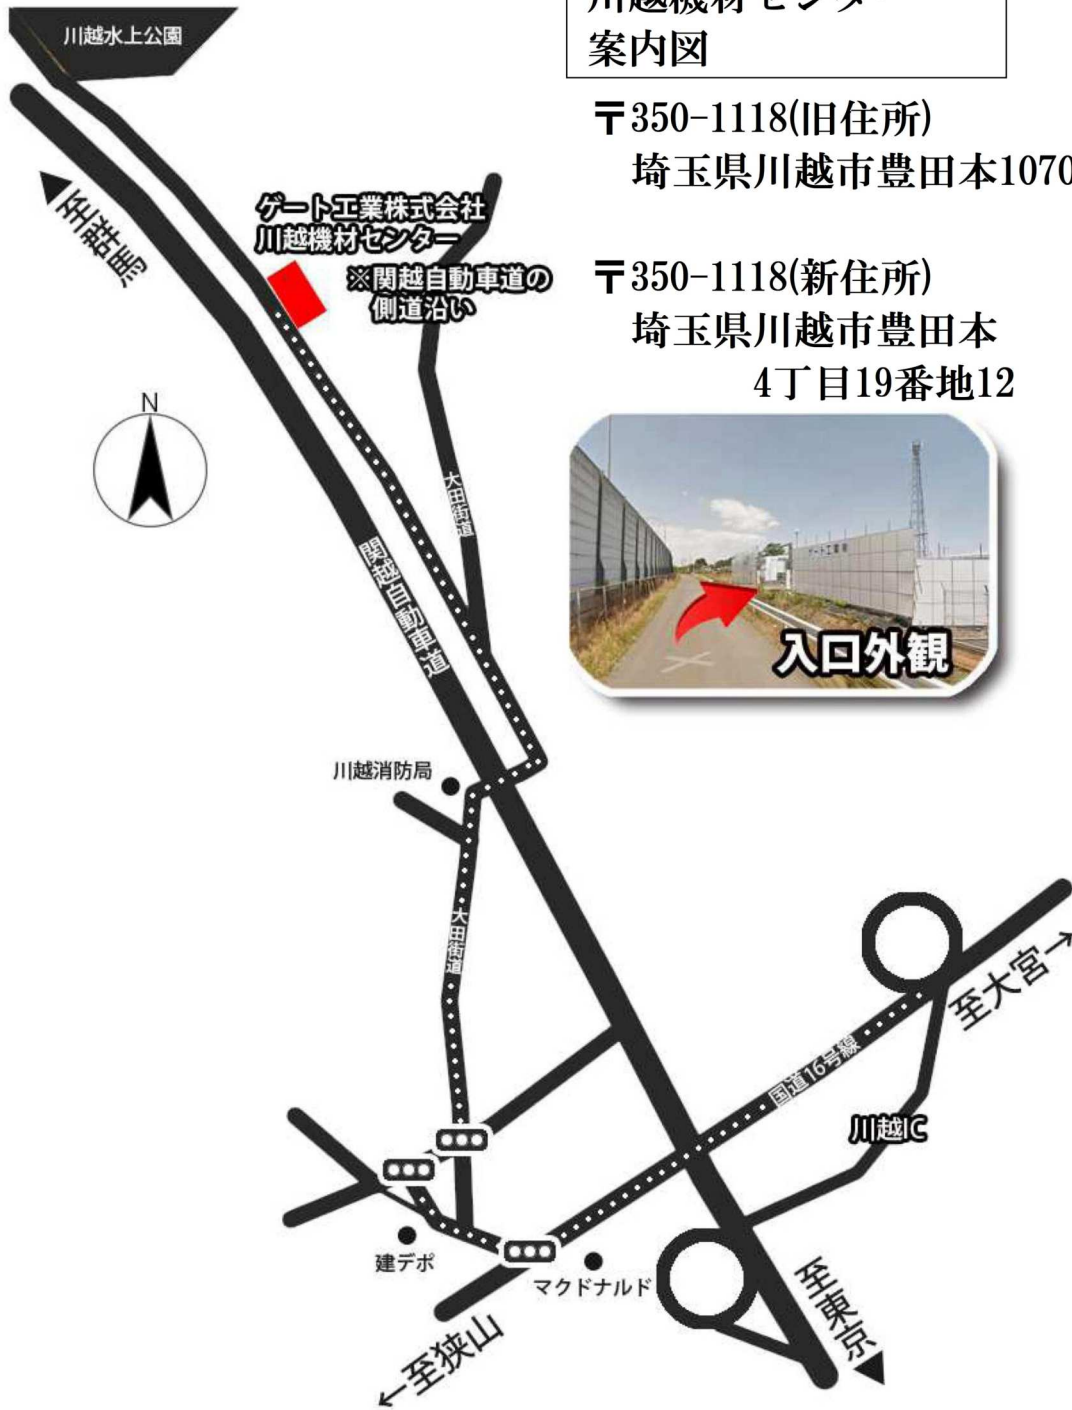 川越機材センター
案内図
〒350-1118(旧住所)
埼玉県川越市豊田本1070
〒350-1118(新住所)
埼玉県川越市豊田本
4丁目19番地12
川越水上公園
至群馬
ゲート工業株式会社
川越機材センター
※関越自動車道の
側道沿い
N
大田街道
関越自動車道
入口外観
川越消防局
大田街道
至大宮→
国道16号線
川越IC
建デポ
マクドナルド
至東京
←至狭山